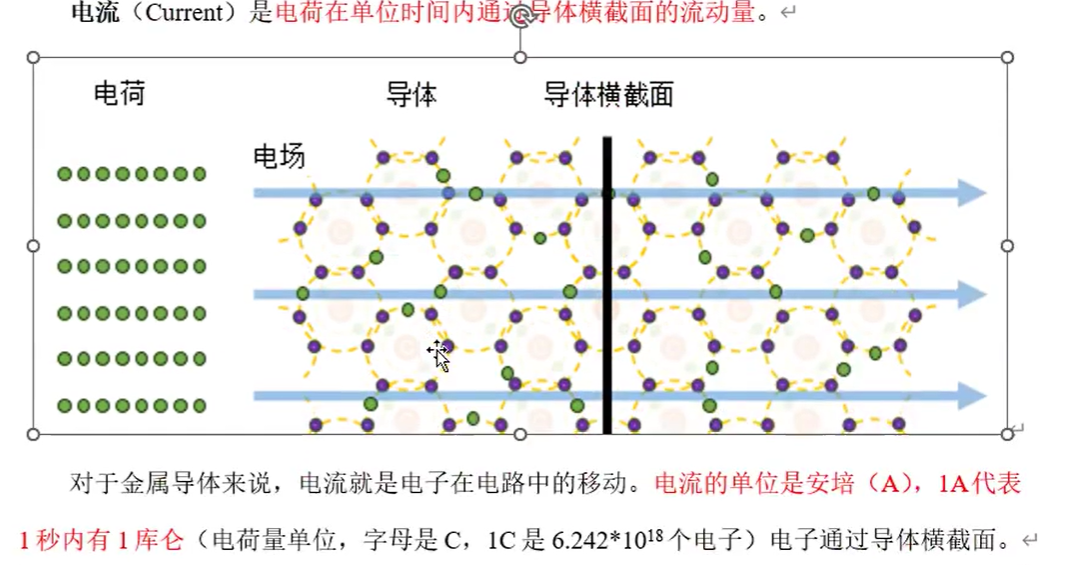 电流（Current）是电荷在单位时间内通过导体横截面的流动量。
电荷 导体 导体横截面
电场
对于金属导体来说，电流就是电子在电路中的移动。电流的单位是安培（A），1A代表
1秒内有1库仑（电荷量单位，字母是C，1C是6.242*10¹⁸个电子）电子通过导体横截面。